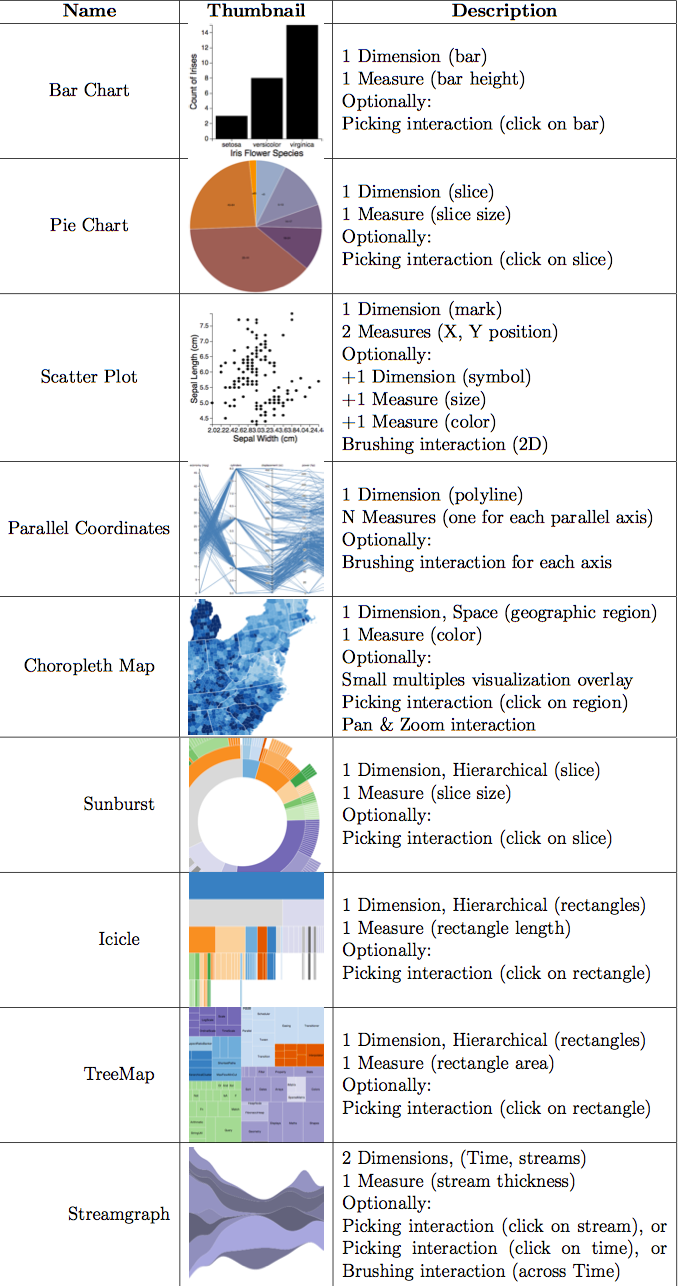 Name Thumbnail Description
Bar Chart
Count of Irises
14
12
10
8
6
4
2
0
setosa versicolor virginica
Iris Flower Species
1 Dimension (bar)
1 Measure (bar height)
Optionally:
Picking interaction (click on bar)
Pie Chart
1 Dimension (slice)
1 Measure (slice size)
Optionally:
Picking interaction (click on slice)
Scatter Plot
Sepal Length (cm)
7.5
7.0
6.5
6.0
5.5
5.0
4.5
2.02.22.42.62.83.03.23.43.63.84.04.24.4
Sepal Width (cm)
1 Dimension (mark)
2 Measures (X, Y position)
Optionally:
+1 Dimension (symbol)
+1 Measure (size)
+1 Measure (color)
Brushing interaction (2D)
Parallel Coordinates
1 Dimension (polyline)
N Measures (one for each parallel axis)
Optionally:
Brushing interaction for each axis
Choropleth Map
1 Dimension, Space (geographic region)
1 Measure (color)
Optionally:
Small multiples visualization overlay
Picking interaction (click on region)
Pan & Zoom interaction
Sunburst
1 Dimension, Hierarchical (slice)
1 Measure (slice size)
Optionally:
Picking interaction (click on slice)
Icicle
1 Dimension, Hierarchical (rectangles)
1 Measure (rectangle length)
Optionally:
Picking interaction (click on rectangle)
TreeMap
1 Dimension, Hierarchical (rectangles)
1 Measure (rectangle area)
Optionally:
Picking interaction (click on rectangle)
Streamgraph
2 Dimensions, (Time, streams)
1 Measure (stream thickness)
Optionally:
Picking interaction (click on stream), or
Picking interaction (click on time), or
Brushing interaction (across Time)